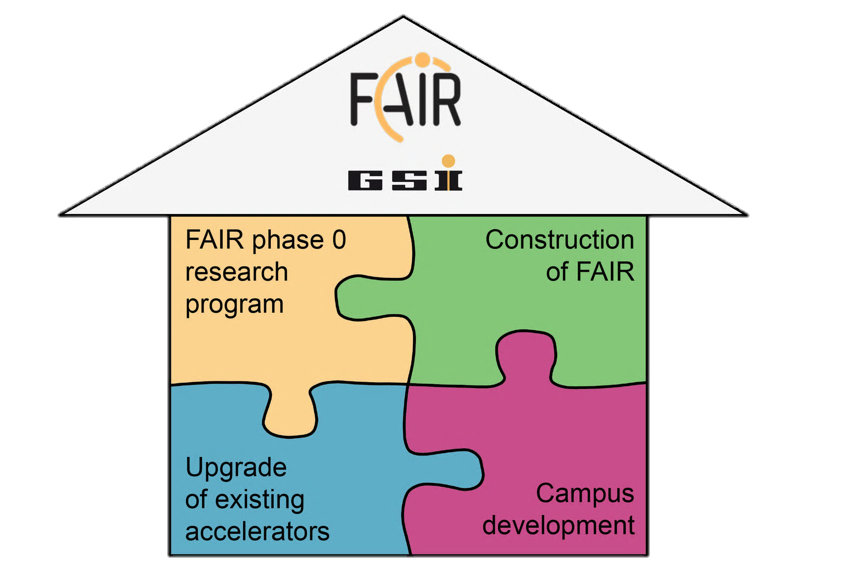 FAIR
GSI
FAIR phase 0
research
program
Construction
of FAIR
Upgrade
of existing
accelerators
Campus
development